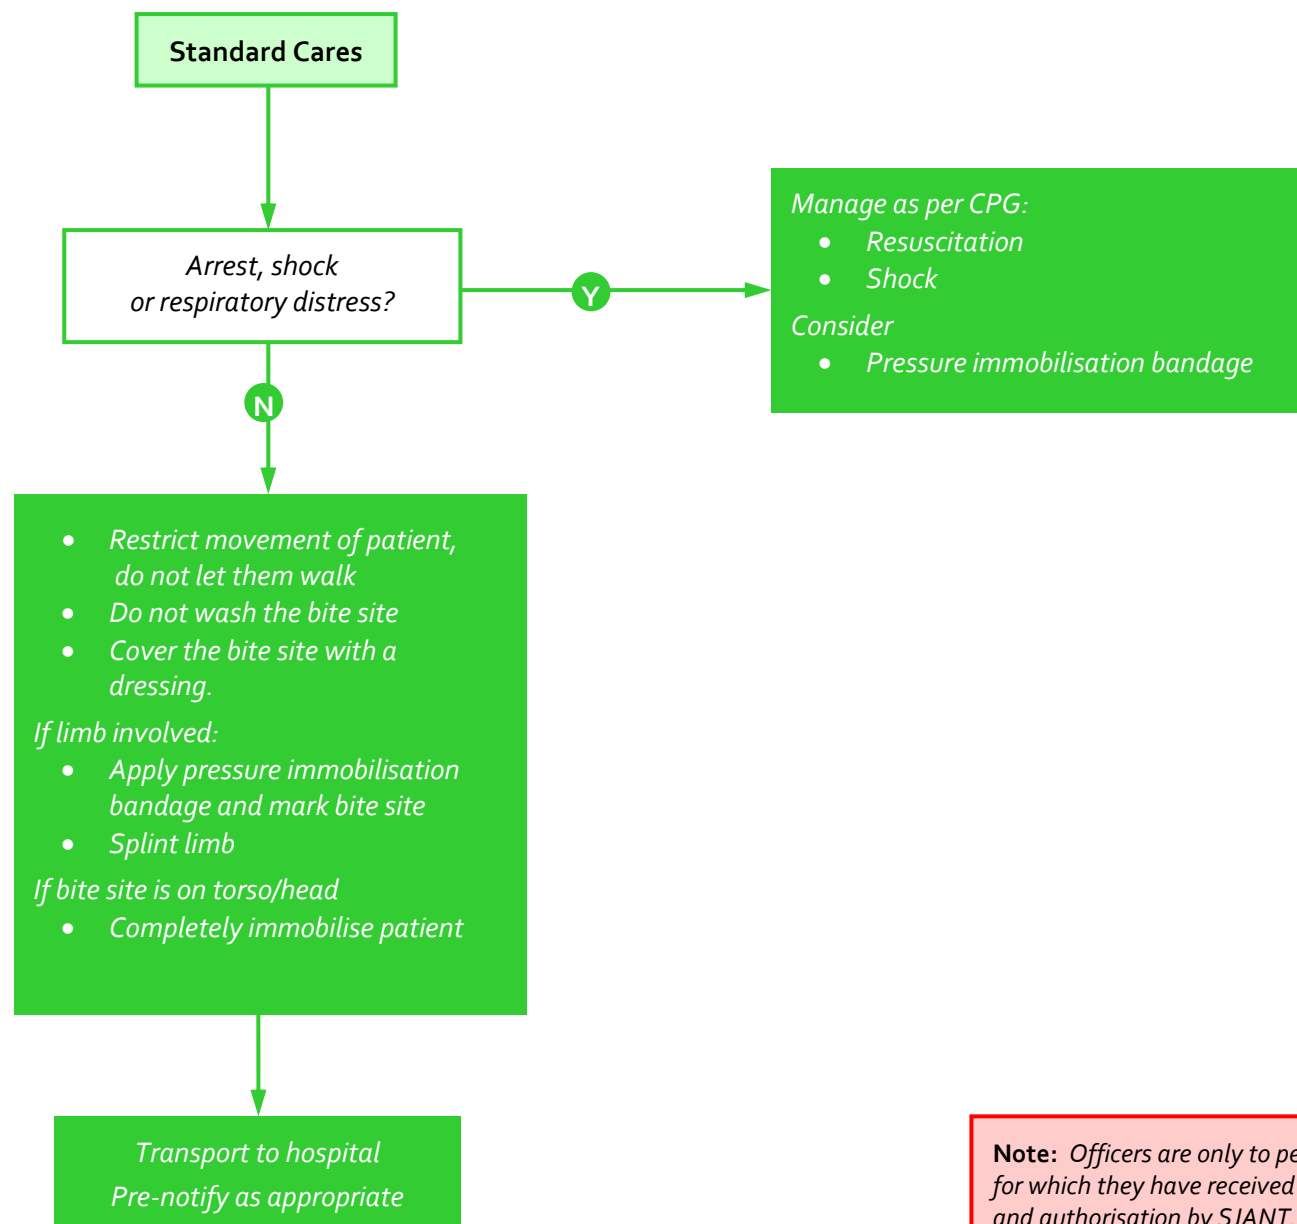 Standard Cares
Arrest, shock
or respiratory distress?
Y
Manage as per CPG:
• Resuscitation
• Shock
Consider
• Pressure immobilisation bandage
N
• Restrict movement of patient,
do not let them walk
• Do not wash the bite site
• Cover the bite site with a
dressing.
If limb involved:
• Apply pressure immobilisation
bandage and mark bite site
• Splint limb
If bite site is on torso/head
• Completely immobilise patient
Transport to hospital
Pre-notify as appropriate
Note: Officers are only to
for which they have received
and authorisation by SJANT